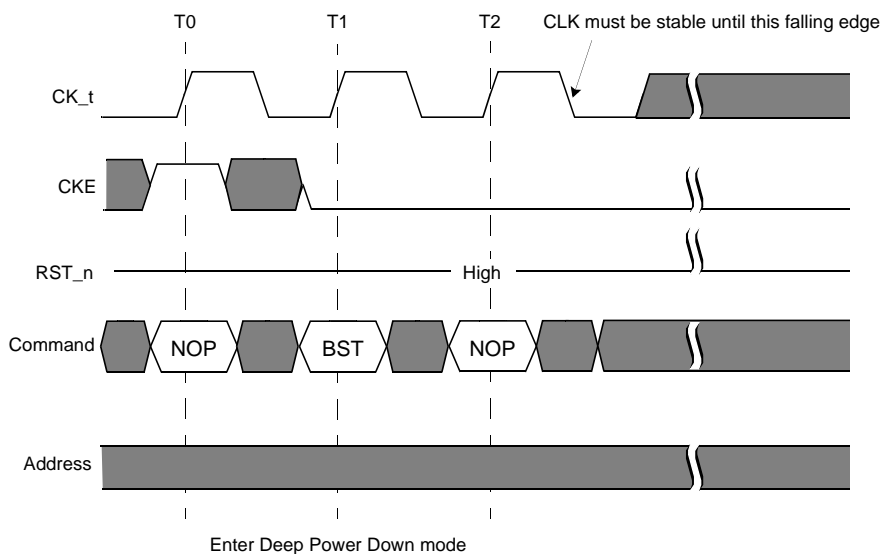 T0 T1 T2 CLK must be stable until this falling edge
CK_t
CKE
RST_n High
Command NOP BST NOP
Address
Enter Deep Power Down mode